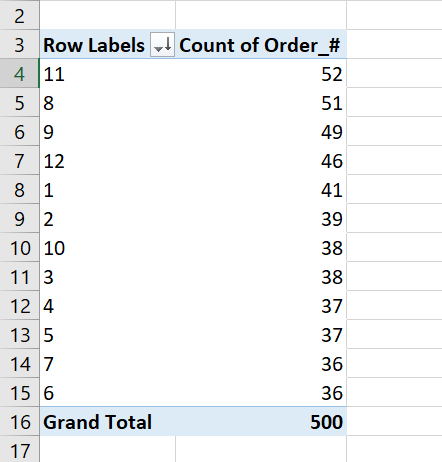 2
3 Row Labels Count of Order_#
4 11 52
5 8 51
6 9 49
7 12 46
8 1 41
9 2 39
10 10 38
11 3 38
12 4 37
13 5 37
14 7 36
15 6 36
16 Grand Total 500
17